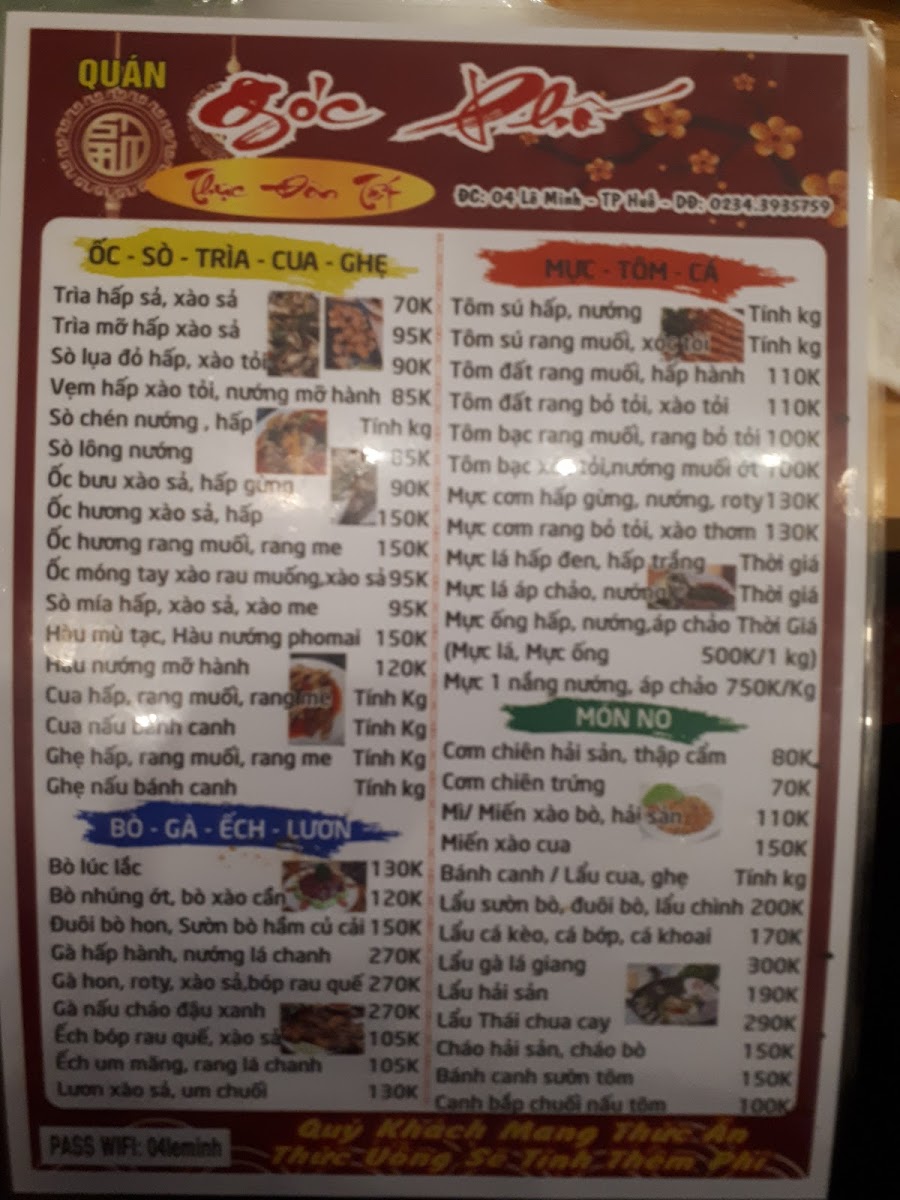 QUÁN
Góc Phố
Thực Đơn Tết
ĐC: 04 Lê Minh - TP Huế - DĐ: 0234.3935759
ỐC - SÒ - TRÌA - CUA - GHẸ
Trìa hấp sả, xào sả 70K
Trìa mỡ hấp xào sả 95K
Sò lụa đỏ hấp, xào tỏi 90K
Vẹm hấp xào tỏi, nướng mỡ hành 85K
Sò chén nướng , hấp Tính kg
Sò lông nướng 85K
Ốc bưu xào sả, hấp gừng 90K
Ốc hương xào sả, hấp 150K
Ốc hương rang muối, rang me 150K
Ốc móng tay xào rau muống,xào sả 95K
Sò mía hấp, xào sả, xào me 95K
Hàu mù tạc, Hàu nướng phomai 150K
Hàu nướng mỡ hành 120K
Cua hấp, rang muối, rang me Tính Kg
Cua nấu bánh canh Tính Kg
Ghẹ hấp, rang muối, rang me Tính Kg
Ghẹ nấu bánh canh Tính kg
BÒ - GÀ - ẾCH - LƯƠN
Bò lúc lắc 130K
Bò nhúng ớt, bò xào cần 120K
Đuôi bò hon, Sườn bò hầm củ cải 150K
Gà hấp hành, nướng lá chanh 270K
Gà hon, roty, xào sả,bóp rau quế 270K
Gà nấu cháo đậu xanh 270K
Ếch bóp rau quế, xào sả 105K
Ếch um măng, rang lá chanh 105K
Lươn xào sả, um chuối 130K
MỰC - TÔM - CÁ
Tôm sú hấp, nướng Tính kg
Tôm sú rang muối, xóc tỏi Tính kg
Tôm đất rang muối, hấp hành 110K
Tôm đất rang bỏ tỏi, xào tỏi 110K
Tôm bạc rang muối, rang bỏ tỏi 100K
Tôm bạc xào tỏi,nướng muối ớt 100K
Mực cơm hấp gừng, nướng, roty 130K
Mực cơm rang bỏ tỏi, xào thơm 130K
Mực lá hấp đen, hấp trắng Thời giá
Mực lá áp chảo, nướng Thời giá
Mực ống hấp, nướng,áp chảo Thời Giá
(Mực lá, Mực ống 500K/1 kg)
Mực 1 nắng nướng, áp chảo 750K/Kg
MÓN NO
Cơm chiên hải sản, thập cẩm 80K
Cơm chiên trứng 70K
Mì/ Miến xào bò, hải sản 110K
Miến xào cua 150K
Bánh canh / Lẩu cua, ghẹ Tính kg
Lẩu sườn bò, đuôi bò, lẩu chình 200K
Lẩu cá kèo, cá bớp, cá khoai 170K
Lẩu gà lá giang 300K
Lẩu hải sản 190K
Lẩu Thái chua cay 290K
Cháo hải sản, cháo bò 150K
Bánh canh sườn tôm 150K
Canh bắp chuối nấu tôm 100K
PASS WIFI: 04leminh
Quý Khách Mang Thức Ăn
Thức Uống Sẽ Tính Thêm Phí